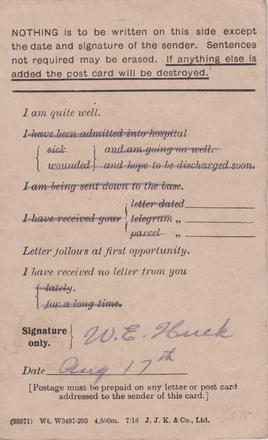 NOTHING is to be written on this side except
the date and signature of the sender. Sentences
not required may be erased. If anything else is
added the post card will be destroyed.
I am quite well.
I have been admitted into hospital
sick and am going on well.
wounded and hope to be discharged soon.
I am being sent down to the base.
letter dated
I have received your telegram „
parcel „
Letter follows at first opportunity.
I have received no letter from you
lately.
for a long time.
Signature
only. W. E. Huck
Date Aug 17th
[Postage must be prepaid on any letter or post card
addressed to the sender of this card.]
(93871) Wt. W3497-293 4,500m. 7/16 J. J. K. & Co., Ltd.